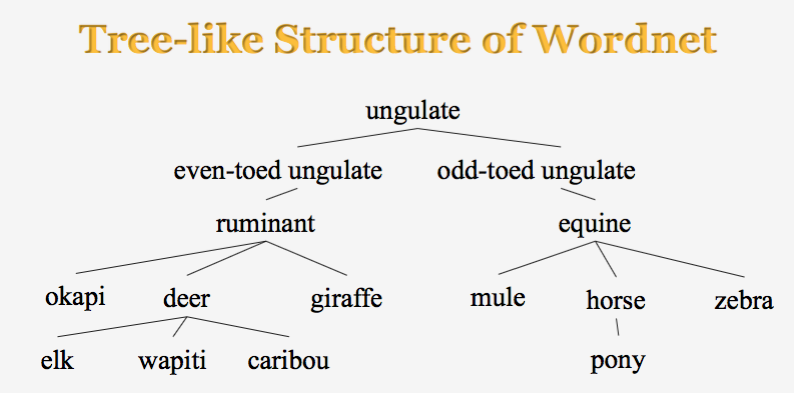 Tree-like Structure of Wordnet
ungulate
even-toed ungulate odd-toed ungulate
ruminant equine
okapi deer giraffe mule horse zebra
elk wapiti caribou pony